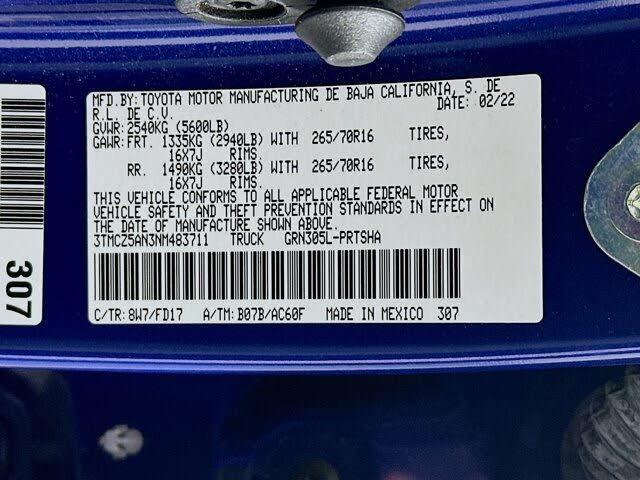 MFD.BY: TOYOTA MOTOR MANUFACTURING DE BAJA CALIFORNIA, S. DE
R.L. DE C.V. DATE: 02/22
GVWR: 2540KG (5600LB)
GAWR: FRT. 1335KG (2940LB) WITH 265/70R16 TIRES,
16X7J RIMS.
RR. 1490KG (3280LB) WITH 265/70R16 TIRES,
16X7J RIMS.
THIS VEHICLE CONFORMS TO ALL APPLICABLE FEDERAL MOTOR
VEHICLE SAFETY AND THEFT PREVENTION STANDARDS IN EFFECT ON
THE DATE OF MANUFACTURE SHOWN ABOVE.
3TMCZ5AN3NM483711 TRUCK GRN305L-PRTSHA
C/TR: 8W7/FD17 A/TM: B07B/AC60F MADE IN MEXICO 307
307